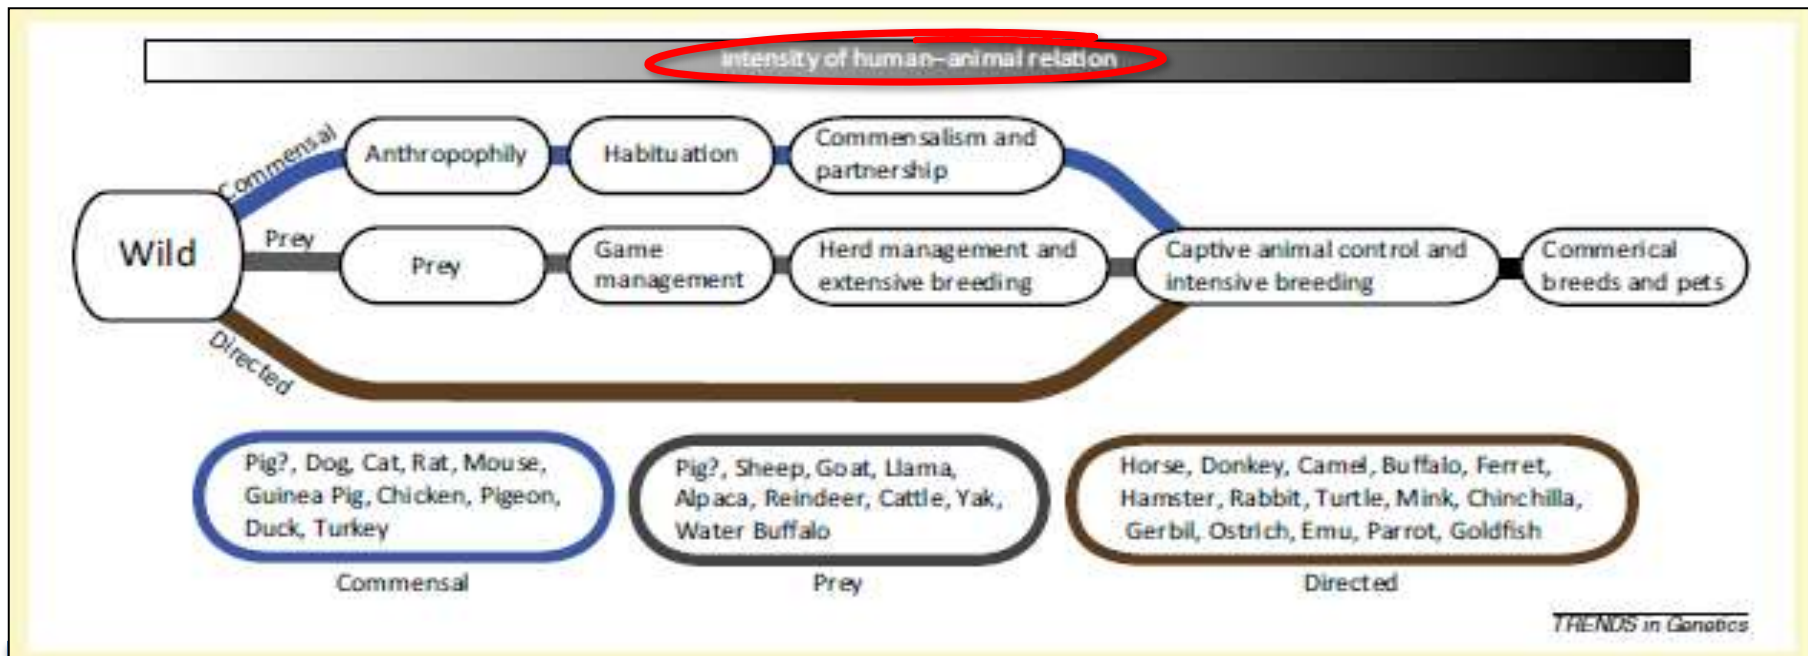 intensity of human–animal relation
Commensal
Anthropophily
Habituation
Commensalism and
partnership
Wild
Prey
Prey
Game
management
Herd management and
extensive breeding
Captive animal control and
intensive breeding
Commerical
breeds and pets
Directed
Pig?, Dog, Cat, Rat, Mouse,
Guinea Pig, Chicken, Pigeon,
Duck, Turkey
Commensal
Pig?, Sheep, Goat, Llama,
Alpaca, Reindeer, Cattle, Yak,
Water Buffalo
Prey
Horse, Donkey, Camel, Buffalo, Ferret,
Hamster, Rabbit, Turtle, Mink, Chinchilla,
Gerbil, Ostrich, Emu, Parrot, Goldfish
Directed
TRENDS in Genetics